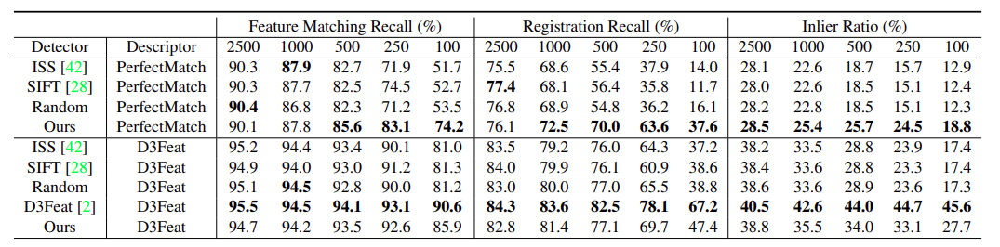 Feature Matching Recall (%) Registration Recall (%) Inlier Ratio (%)
Detector Descriptor 2500 1000 500 250 100 2500 1000 500 250 100 2500 1000 500 250 100
ISS [42] PerfectMatch 90.3 87.9 82.7 71.9 51.7 75.5 68.6 55.4 37.9 14.0 28.1 22.6 18.7 15.7 12.9
SIFT [28] PerfectMatch 90.3 87.7 82.5 74.5 52.7 77.4 68.1 56.4 35.8 11.7 28.0 22.6 18.5 15.1 12.4
Random PerfectMatch 90.4 86.8 82.3 71.2 53.5 76.8 68.9 54.8 36.2 16.1 28.2 22.8 18.5 15.1 12.3
Ours PerfectMatch 90.1 87.8 85.6 83.1 74.2 76.1 72.5 70.0 63.6 37.6 28.5 25.4 25.7 24.5 18.8
ISS [42] D3Feat 95.2 94.4 93.4 90.1 81.0 83.5 79.2 76.0 64.3 37.2 38.2 33.5 28.8 23.9 17.4
SIFT [28] D3Feat 94.9 94.0 93.0 91.2 81.3 84.0 79.9 76.1 60.9 38.6 38.4 33.6 28.8 23.3 17.4
Random D3Feat 95.1 94.5 92.8 90.0 81.2 83.0 80.0 77.0 65.5 38.8 38.6 33.6 28.9 23.6 17.3
D3Feat [2] D3Feat 95.5 94.5 94.1 93.1 90.6 84.3 83.6 82.5 78.1 67.2 40.5 42.6 44.0 44.7 45.6
Ours D3Feat 94.7 94.2 93.5 92.6 85.9 82.8 81.4 77.1 69.7 47.4 38.8 35.5 34.0 33.1 27.7